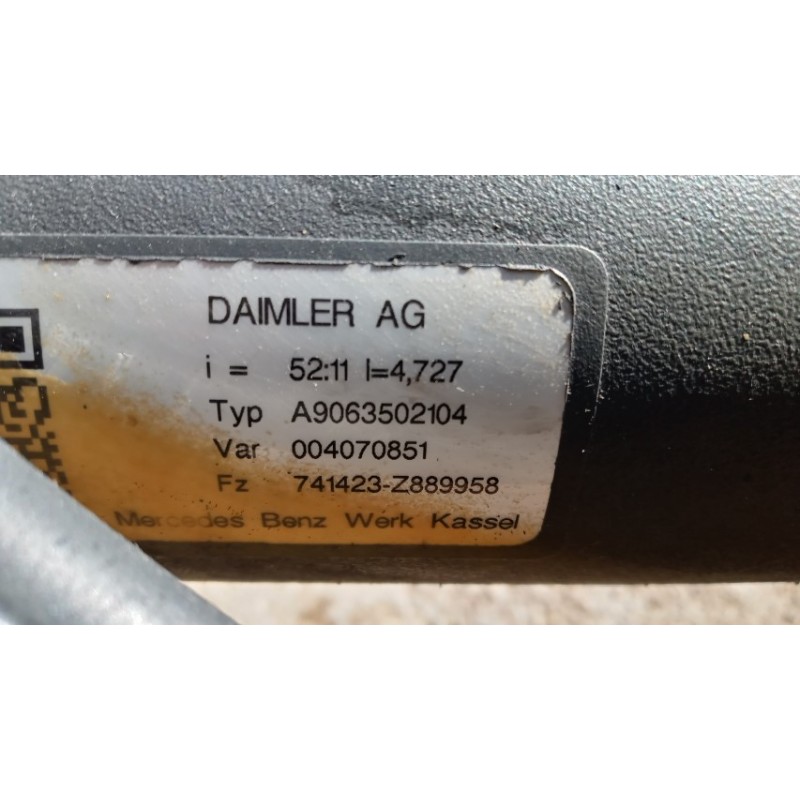 DAIMLER AG
i = 52:11 I=4,727
Typ A9063502104
Var 004070851
Fz 741423-Z889958
Mercedes Benz Werk Kassel